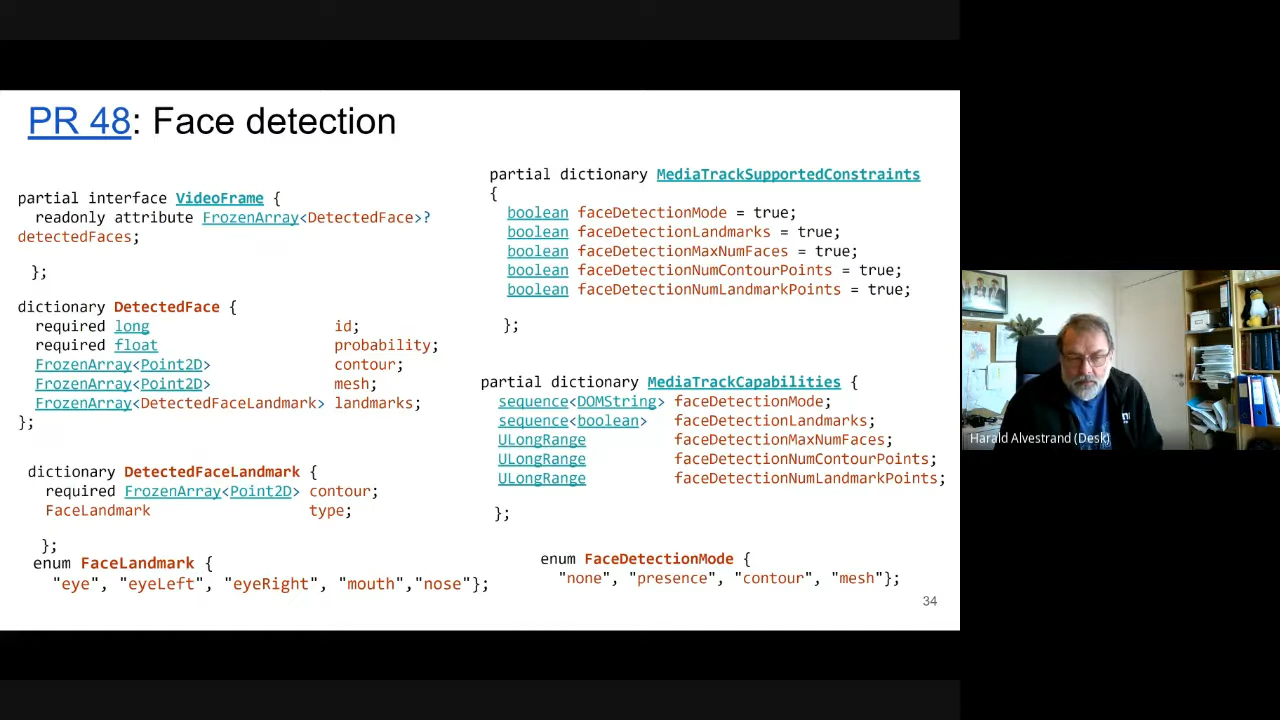 PR 48: Face detection
partial interface VideoFrame {
readonly attribute FrozenArray<DetectedFace>?
detectedFaces;
};
dictionary DetectedFace {
required long id;
required float probability;
FrozenArray<Point2D> contour;
FrozenArray<Point2D> mesh;
FrozenArray<DetectedFaceLandmark> landmarks;
};
dictionary DetectedFaceLandmark {
required FrozenArray<Point2D> contour;
FaceLandmark type;
};
enum FaceLandmark {
"eye", "eyeLeft", "eyeRight", "mouth","nose"};
partial dictionary MediaTrackSupportedConstraints
{
boolean faceDetectionMode = true;
boolean faceDetectionLandmarks = true;
boolean faceDetectionMaxNumFaces = true;
boolean faceDetectionNumContourPoints = true;
boolean faceDetectionNumLandmarkPoints = true;
};
partial dictionary MediaTrackCapabilities {
sequence<DOMString> faceDetectionMode;
sequence<boolean> faceDetectionLandmarks;
ULongRange faceDetectionMaxNumFaces;
ULongRange faceDetectionNumContourPoints;
ULongRange faceDetectionNumLandmarkPoints;
};
enum FaceDetectionMode {
"none", "presence", "contour", "mesh"};
34
Harald Alvestrand (Desk)